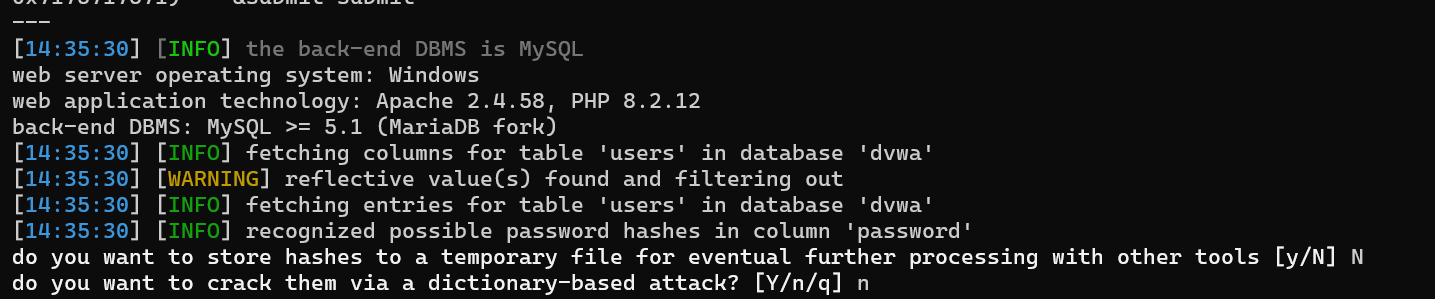 ---
[14:35:30] [INFO] the back-end DBMS is MySQL
web server operating system: Windows
web application technology: Apache 2.4.58, PHP 8.2.12
back-end DBMS: MySQL >= 5.1 (MariaDB fork)
[14:35:30] [INFO] fetching columns for table 'users' in database 'dvwa'
[14:35:30] [WARNING] reflective value(s) found and filtering out
[14:35:30] [INFO] fetching entries for table 'users' in database 'dvwa'
[14:35:30] [INFO] recognized possible password hashes in column 'password'
do you want to store hashes to a temporary file for eventual further processing with other tools [y/N] N
do you want to crack them via a dictionary-based attack? [Y/n/q] n